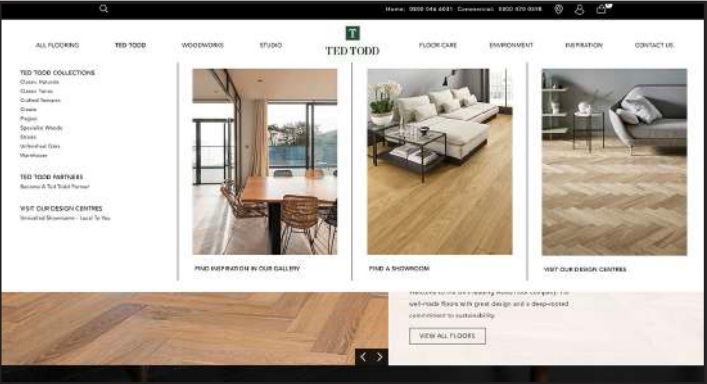 Home: 0800 046 6031 Commercial: 0800 470 0598
ALL FLOORING
TED TODD
WOODWORKS
STUDIO
T
TED TODD
FLOOR CARE
ENVIRONMENT
INSPIRATION
CONTACT US
TED TODD COLLECTIONS
Classic Naturals
Classic Tones
Crafted Textures
Create
Project
Specialist Woods
Strada
Unfinished Oaks
Warehouse
TED TODD PARTNERS
Become A Ted Todd Partner
VISIT OUR DESIGN CENTRES
Unrivalled Showrooms - Local To You
FIND INSPIRATION IN OUR GALLERY
FIND A SHOWROOM
VISIT OUR DESIGN CENTRES
well-made floors with great design and a deep-rooted
commitment to sustainability.
VIEW ALL FLOORS